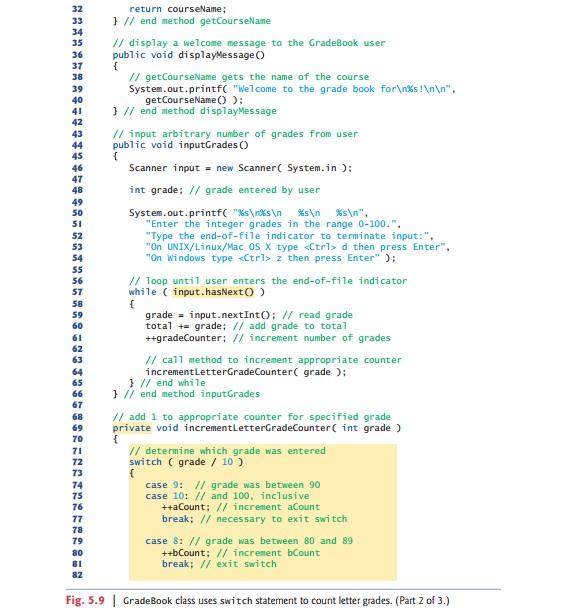 32 return courseName;
33 } // end method getCourseName
34
35 // display a welcome message to the GradeBook user
36 public void displayMessage()
37 {
38 // getCourseName gets the name of the course
39 System.out.printf( "Welcome to the grade book for\n%s!\n\n",
40 getCourseName() );
41 } // end method displayMessage
42
43 // input arbitrary number of grades from user
44 public void inputGrades()
45 {
46 Scanner input = new Scanner( System.in );
47
48 int grade; // grade entered by user
49
50 System.out.printf( "%s\n%s\n %s\n %s\n",
51 "Enter the integer grades in the range 0-100.",
52 "Type the end-of-file indicator to terminate input:",
53 "On UNIX/Linux/Mac OS X type <Ctrl> d then press Enter",
54 "On Windows type <Ctrl> z then press Enter" );
55
56 // loop until user enters the end-of-file indicator
57 while ( input.hasNext() )
58 {
59 grade = input.nextInt(); // read grade
60 total += grade; // add grade to total
61 ++gradeCounter; // increment number of grades
62
63 // call method to increment appropriate counter
64 incrementLetterGradeCounter( grade );
65 } // end while
66 } // end method inputGrades
67
68 // add 1 to appropriate counter for specified grade
69 private void incrementLetterGradeCounter( int grade )
70 {
71 // determine which grade was entered
72 switch ( grade / 10 )
73 {
74 case 9: // grade was between 90
75 case 10: // and 100, inclusive
76 ++aCount; // increment aCount
77 break; // necessary to exit switch
78
79 case 8: // grade was between 80 and 89
80 ++bCount; // increment bCount
81 break; // exit switch
82
Fig. 5.9 | GradeBook class uses switch statement to count letter grades. (Part 2 of 3.)